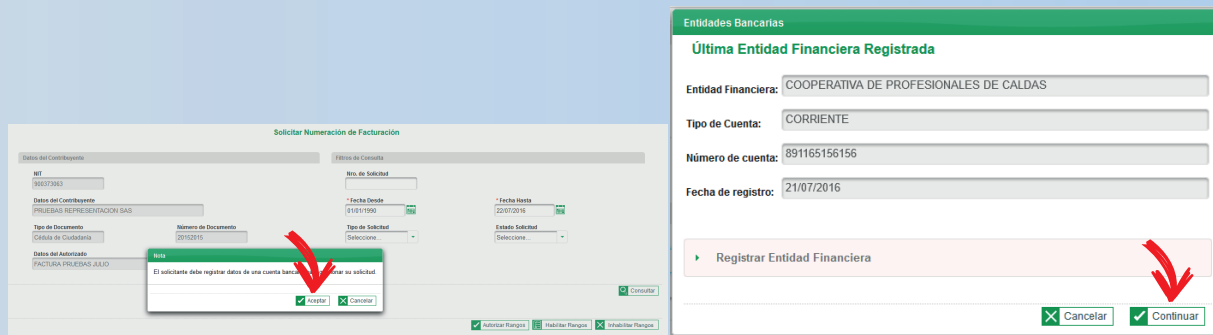 Solicitar Numeración de Facturación
Datos del Contribuyente
Filtros de Consulta
NIT
900373063
Nro. de Solicitud
Datos del Contribuyente
PRUEBAS REPRESENTACION SAS
* Fecha Desde
01/01/1990
* Fecha Hasta
22/07/2016
Tipo de Documento
Cédula de Ciudadanía
Número de Documento
20152015
Tipo de Solicitud
Seleccione...
Estado Solicitud
Seleccione...
Datos del Autorizado
FACTURA PRUEBAS JULIO
Nota
El solicitante debe registrar datos de una cuenta su solicitud.
Aceptar
Cancelar
Consultar
Autorizar Rangos
Habilitar Rangos
Inhabilitar Rangos
Entidades Bancarias
Última Entidad Financiera Registrada
Entidad Financiera: COOPERATIVA DE PROFESIONALES DE CALDAS
Tipo de Cuenta: CORRIENTE
Número de cuenta: 891165156156
Fecha de registro: 21/07/2016
Registrar Entidad Financiera
Cancelar
Continuar